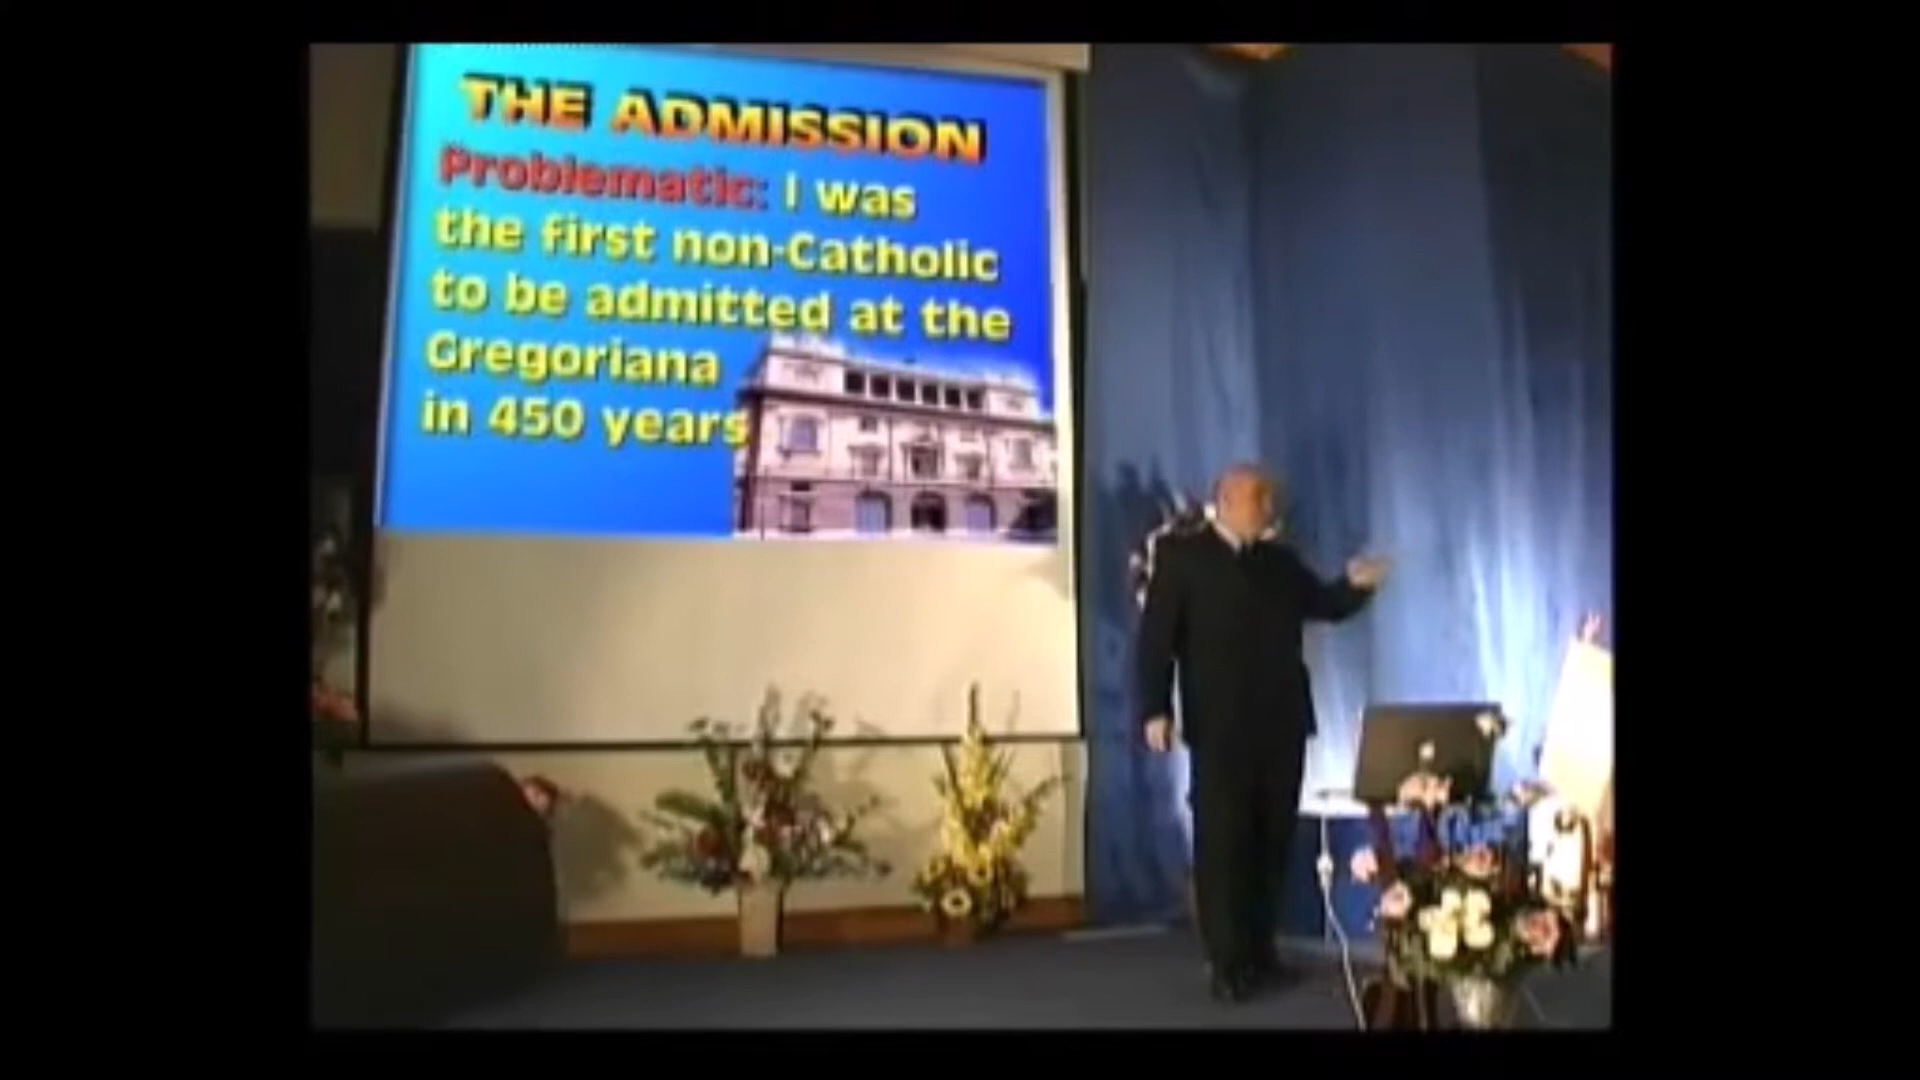 THE ADMISSION
Problematic: I was
the first non-Catholic
to be admitted at the
Gregoriana
in 450 years